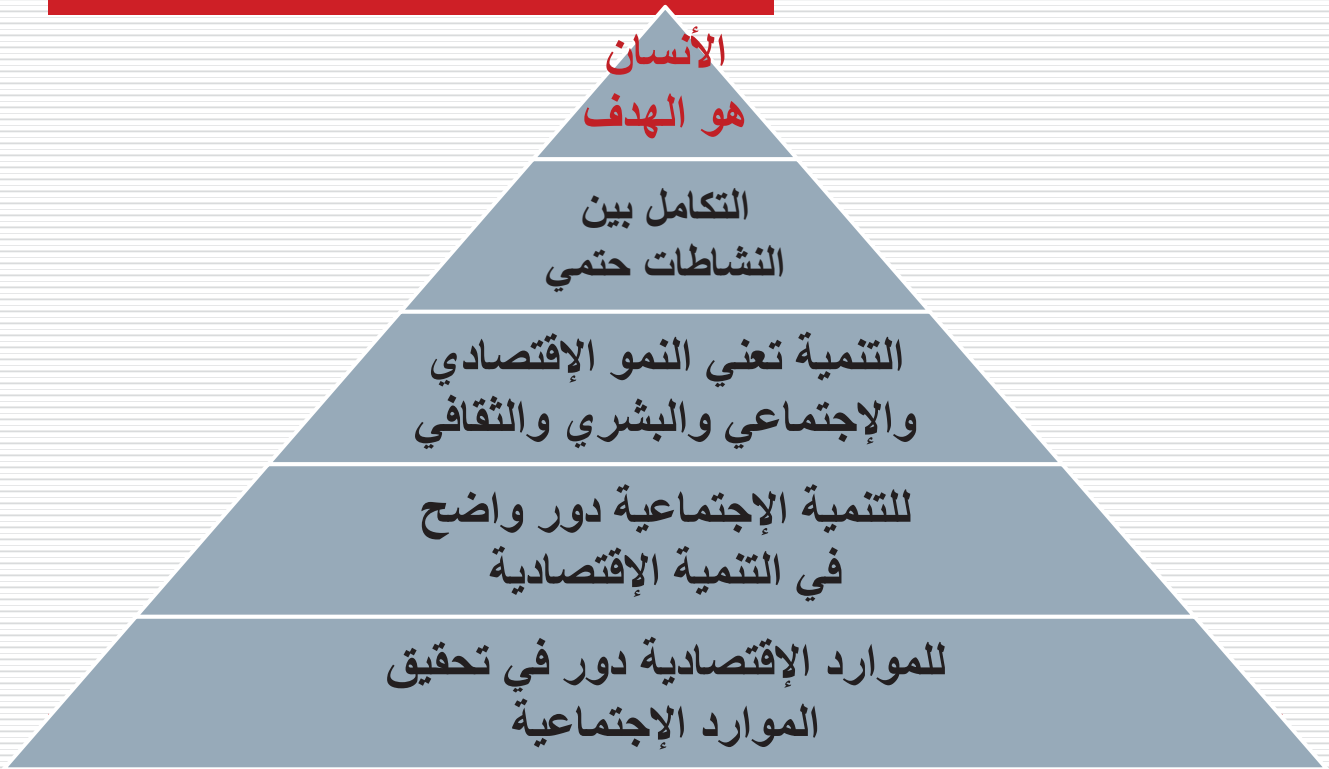 الأنسان
هو الهدف
التكامل بين
النشاطات حتمي
التنمية تعني النمو الإقتصادي
والإجتماعي والبشري والثقافي
للتنمية الإجتماعية دور واضح
في التنمية الإقتصادية
للموارد الإقتصادية دور في تحقيق
الموارد الإجتماعية